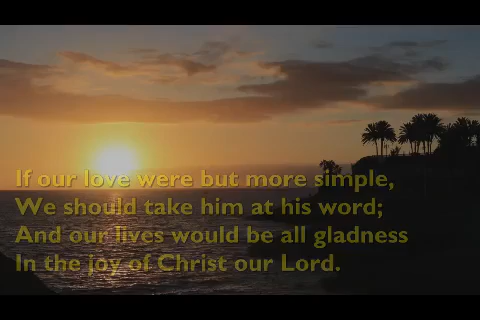 If our love were but more simple,
We should take him at his word;
And our lives would be all gladness
In the joy of Christ our Lord.